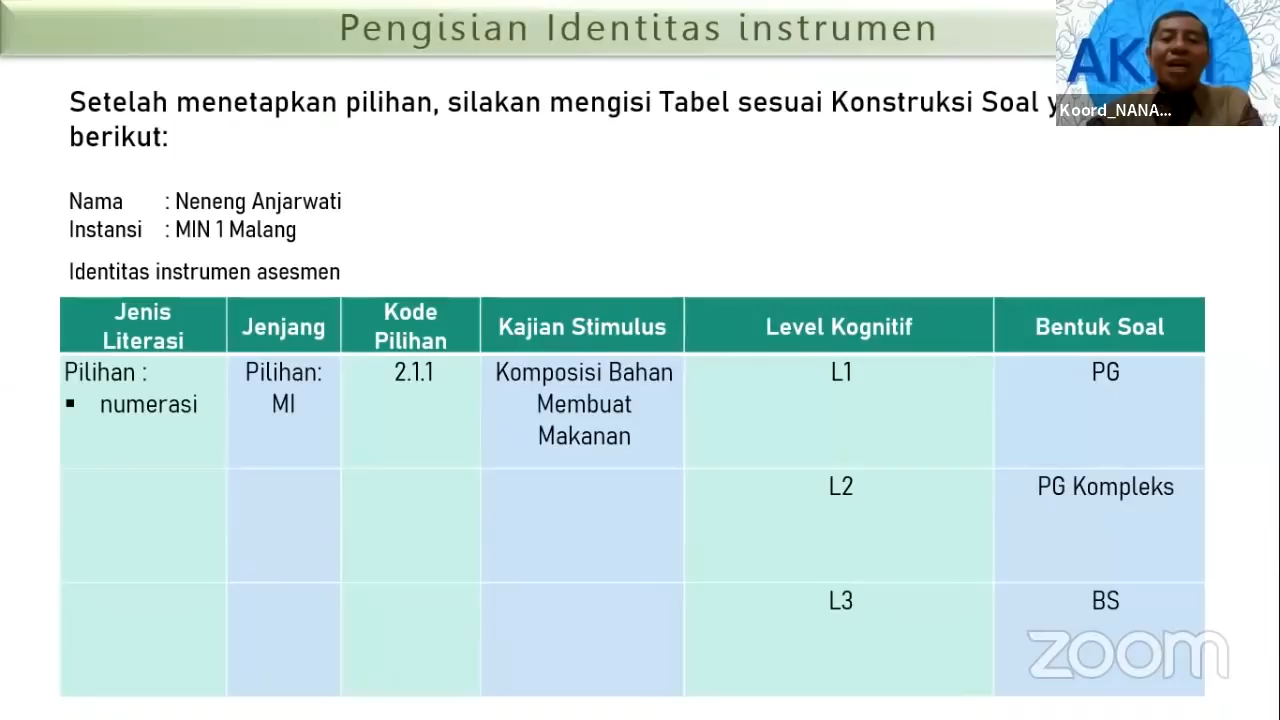 Pengisian Identitas instrumen
Setelah menetapkan pilihan, silakan mengisi Tabel sesuai Konstruksi Soal
berikut:
Koord_NANA...
Nama : Neneng Anjarwati
Instansi : MIN 1 Malang
Identitas instrumen asesmen
Jenis Literasi
Jenjang
Kode Pilihan
Kajian Stimulus
Level Kognitif
Bentuk Soal
Pilihan :
▪ numerasi
Pilihan:
MI
2.1.1
Komposisi Bahan
Membuat
Makanan
L1
PG
L2
PG Kompleks
L3
BS
zoom